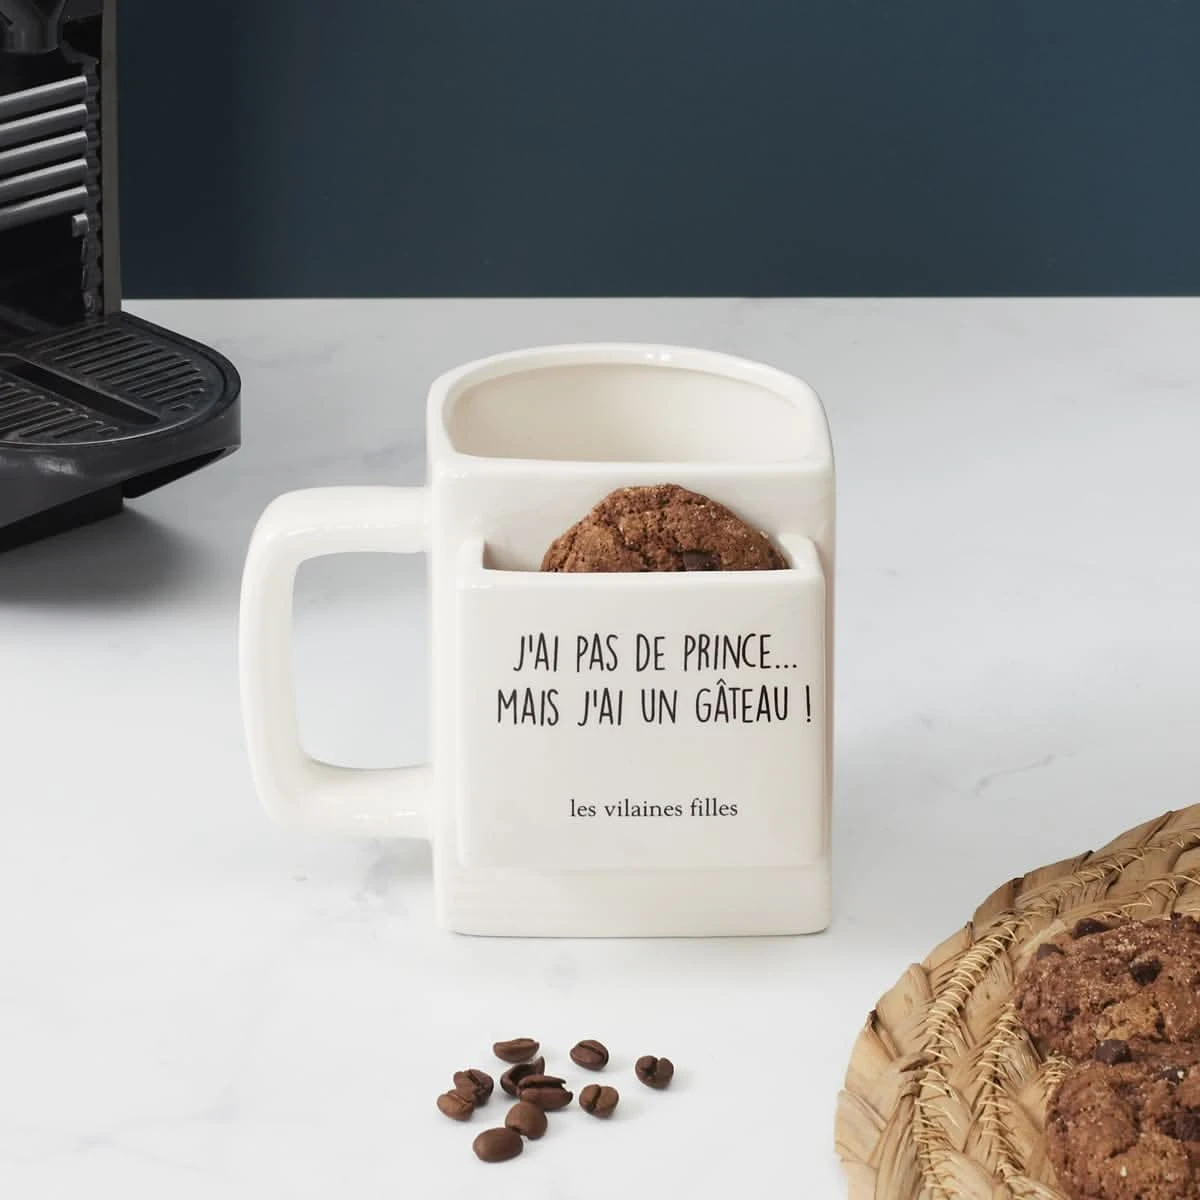 J'AI PAS DE PRINCE...
MAIS J'AI UN GÂTEAU !
les vilaines filles